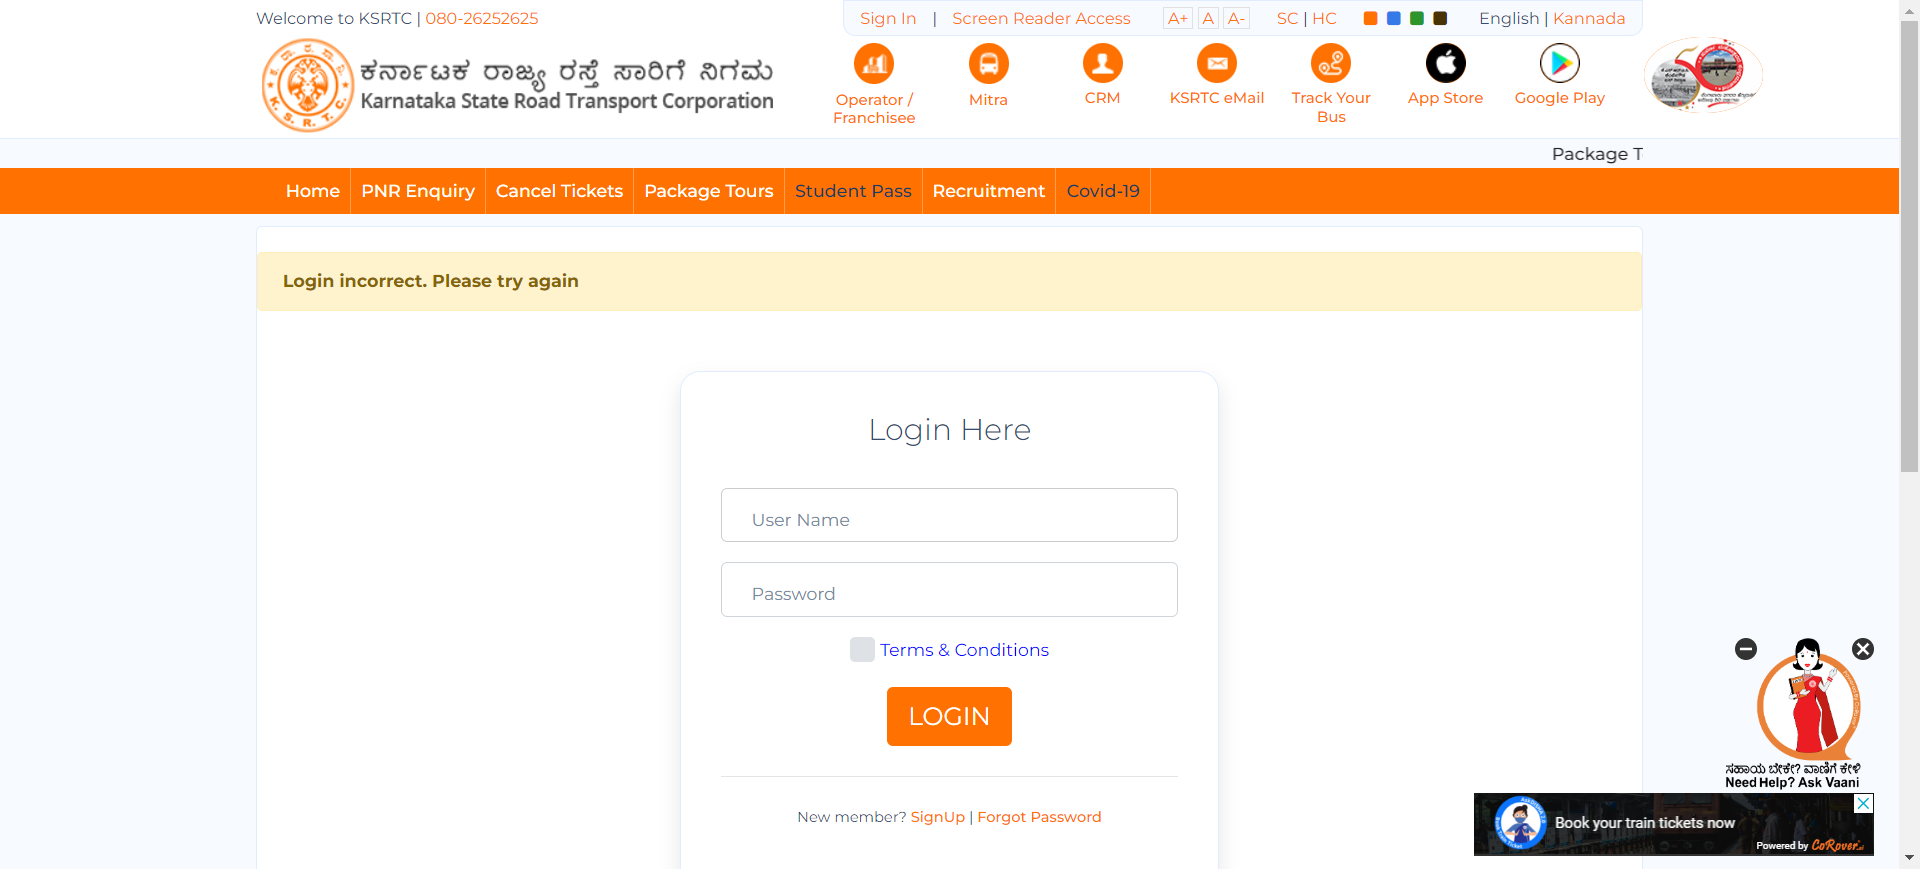 Welcome to KSRTC | 080-26252625
Sign In | Screen Reader Access A+ A A- SC | HC English | Kannada
ಕರ್ನಾಟಕ ರಾಜ್ಯ ರಸ್ತೆ ಸಾರಿಗೆ ನಿಗಮ
Karnataka State Road Transport Corporation
K.S.R.T.C.
Operator / Franchisee
Mitra
CRM
KSRTC eMail
Track Your Bus
App Store
Google Play
Package T
Home PNR Enquiry Cancel Tickets Package Tours Student Pass Recruitment Covid-19
Login incorrect. Please try again
Login Here
User Name
Password
Terms & Conditions
LOGIN
New member? SignUp | Forgot Password
ಸಹಾಯ ಬೇಕೇ? ವಾಣಿಗೆ ಕೇಳಿ
Need Help? Ask Vaani
Book your train tickets now
Powered by CoRover.ai